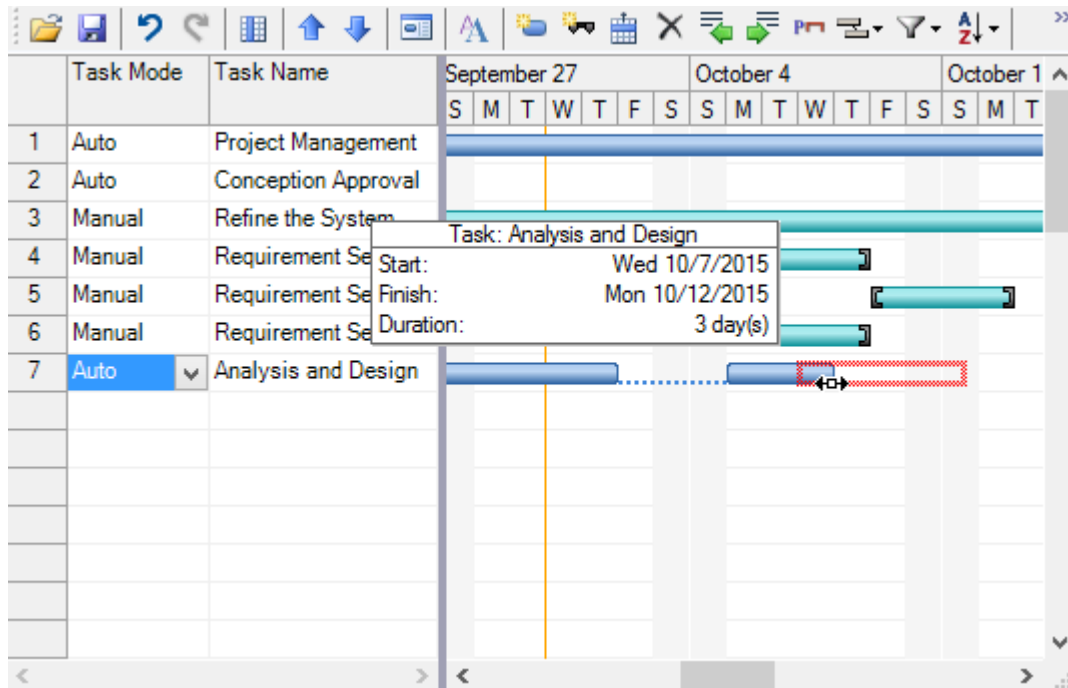 A
Z
Task Mode Task Name September 27 October 4 October 1
S M T W T F S S M T W T F S S M T
1 Auto Project Management
2 Auto Conception Approval
3 Manual Refine the System
Task: Analysis and Design
4 Manual Requirement Se Start: Wed 10/7/2015
5 Manual Requirement Se Finish: Mon 10/12/2015
6 Manual Requirement Se Duration: 3 day(s)
7 Auto Analysis and Design